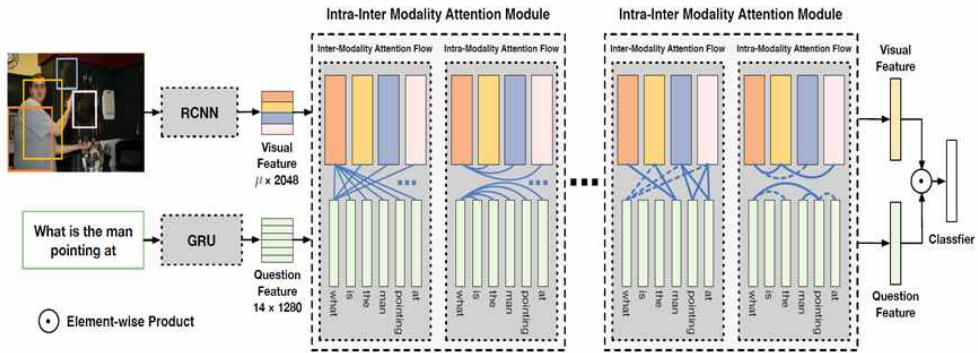 Intra-Inter Modality Attention Module
Intra-Inter Modality Attention Module
Inter-Modality Attention Flow
Intra-Modality Attention Flow
Inter-Modality Attention Flow
Intra-Modality Attention Flow
Visual
Feature
RCNN
Visual
Feature
μ x 2048
What is the man
pointing at
GRU
Question
Feature
14 x 1280
what
is
the
man
pointing
at
what
is
the
man
pointing
at
what
is
the
man
pointing
at
what
is
the
man
pointing
at
Classfier
Question
Feature
Element-wise Product